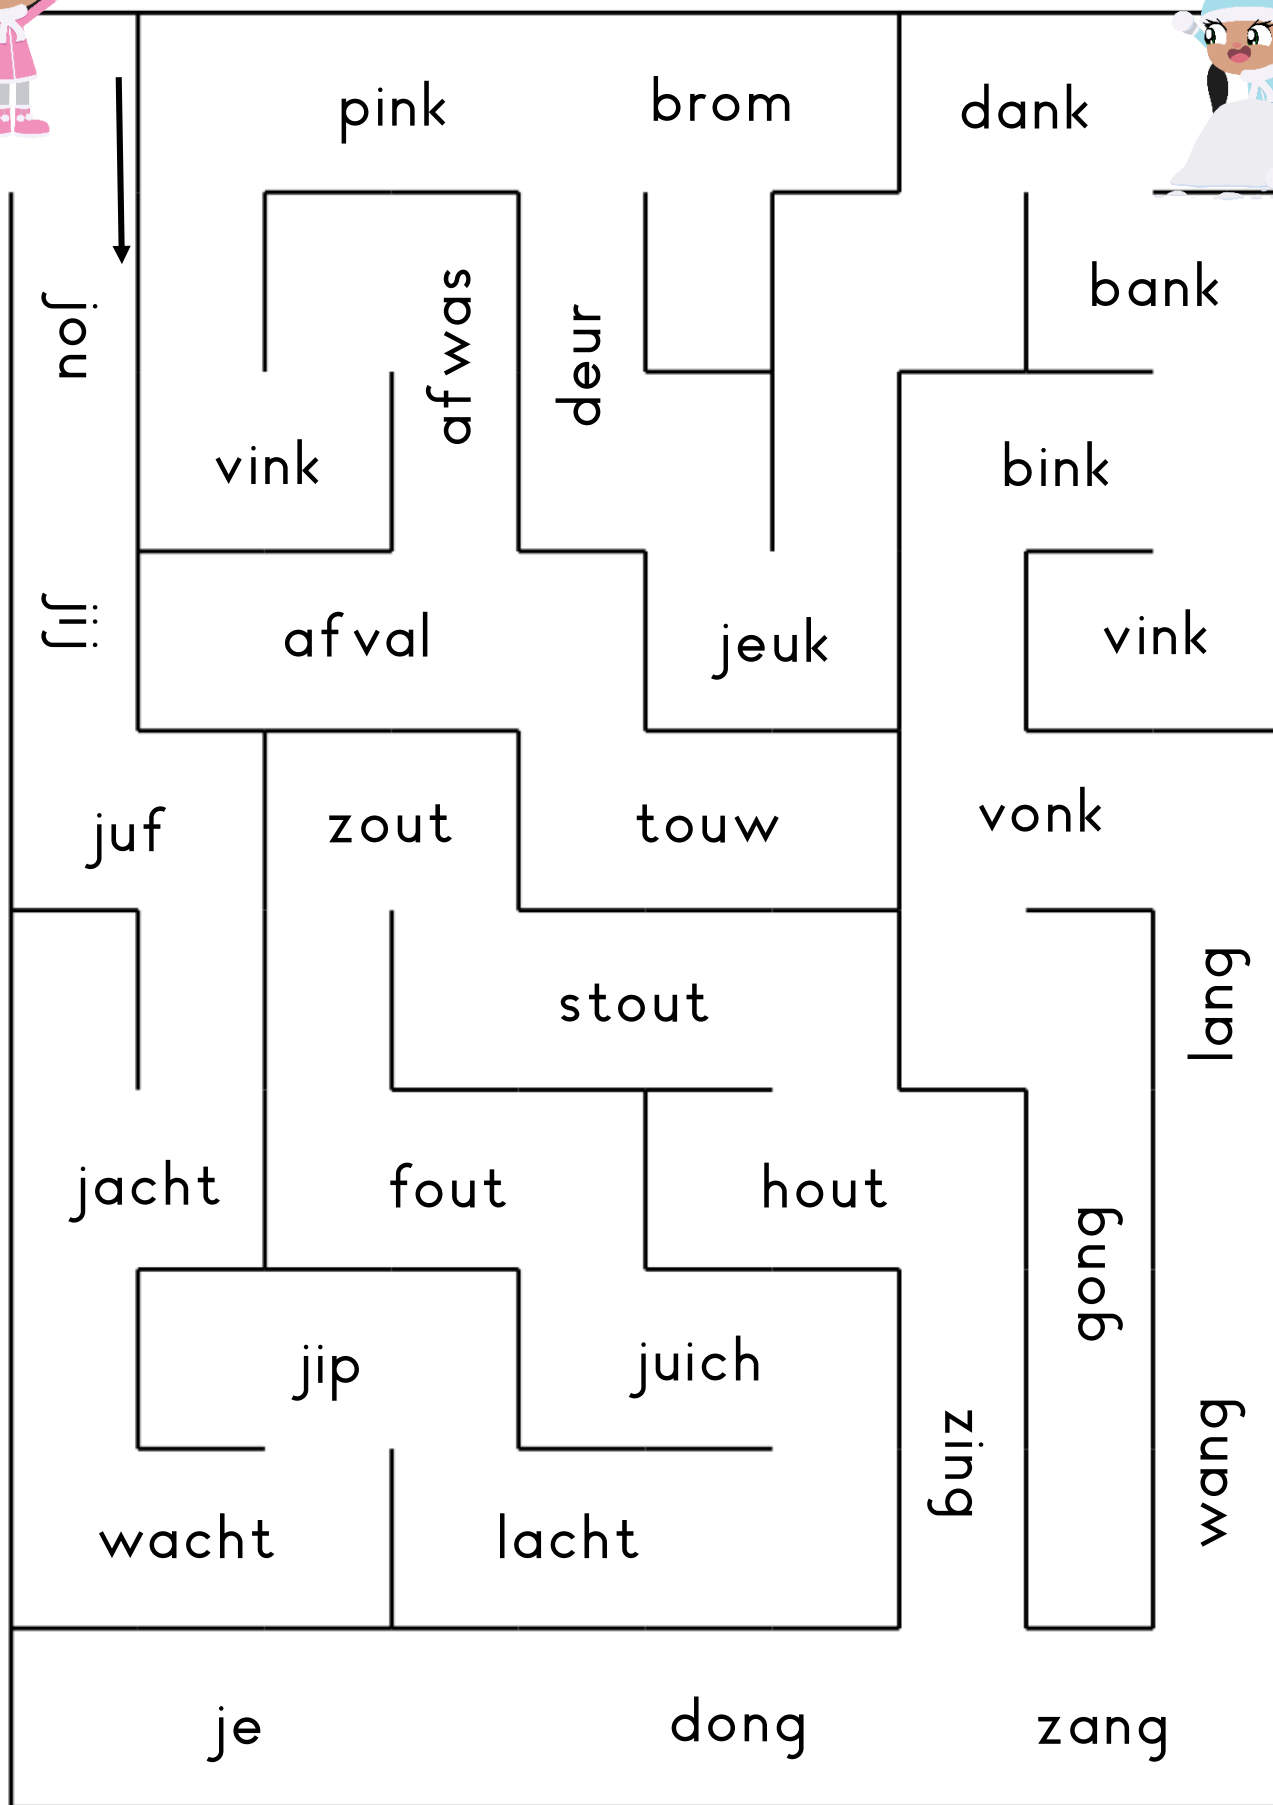 pink
brom
dank
bank
jou
afwas
deur
vink
bink
jij
afval
jeuk
vink
juf
zout
touw
vonk
stout
lang
jacht
fout
hout
gong
jip
juich
zing
wang
wacht
lacht
je
dong
zang